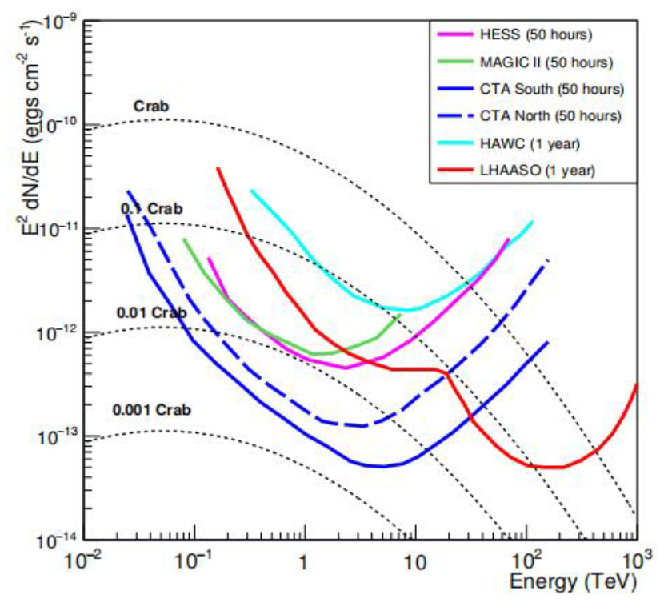 E² dN/dE (ergs cm⁻² s⁻¹)
10⁻⁹
10⁻¹⁰
10⁻¹¹
10⁻¹²
10⁻¹³
10⁻¹⁴
HESS (50 hours)
MAGIC II (50 hours)
CTA South (50 hours)
CTA North (50 hours)
HAWC (1 year)
LHAASO (1 year)
Crab
0.1 Crab
0.01 Crab
0.001 Crab
10⁻² 10⁻¹ 1 10 10² 10³
Energy (TeV)